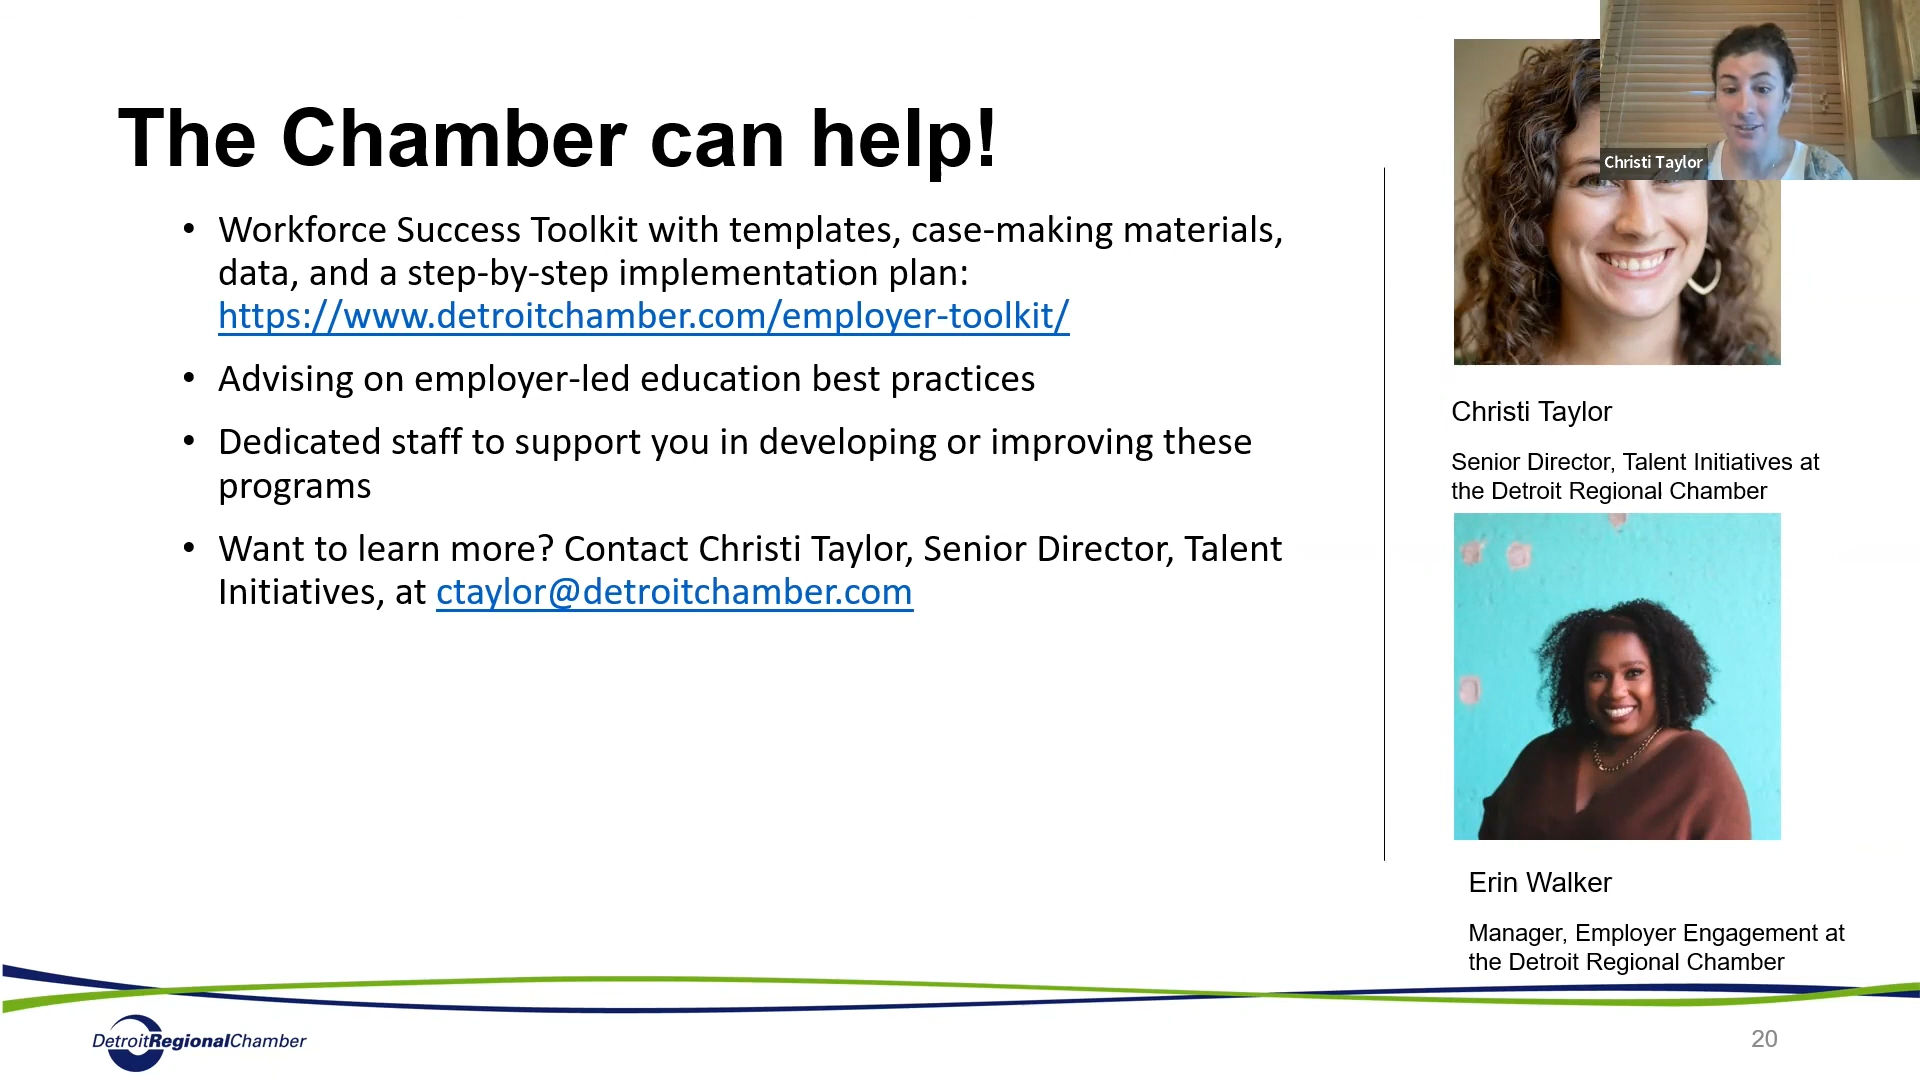 The Chamber can help!
• Workforce Success Toolkit with templates, case-making materials,
data, and a step-by-step implementation plan:
https://www.detroitchamber.com/employer-toolkit/
• Advising on employer-led education best practices
• Dedicated staff to support you in developing or improving these
programs
• Want to learn more? Contact Christi Taylor, Senior Director, Talent
Initiatives, at ctaylor@detroitchamber.com
Christi Taylor
Christi Taylor
Senior Director, Talent Initiatives at
the Detroit Regional Chamber
Erin Walker
Manager, Employer Engagement at
the Detroit Regional Chamber
DetroitRegionalChamber
20